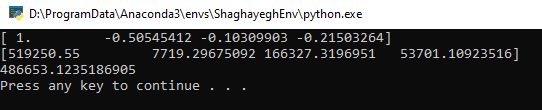 D:\ProgramData\Anaconda3\envs\ShaghayeghEnv\python.exe
[ 1.         -0.50545412 -0.10309903 -0.21503264]
[519250.55         7719.29675092 166327.3196951   53701.10923516]
486653.1235186905
Press any key to continue . . .